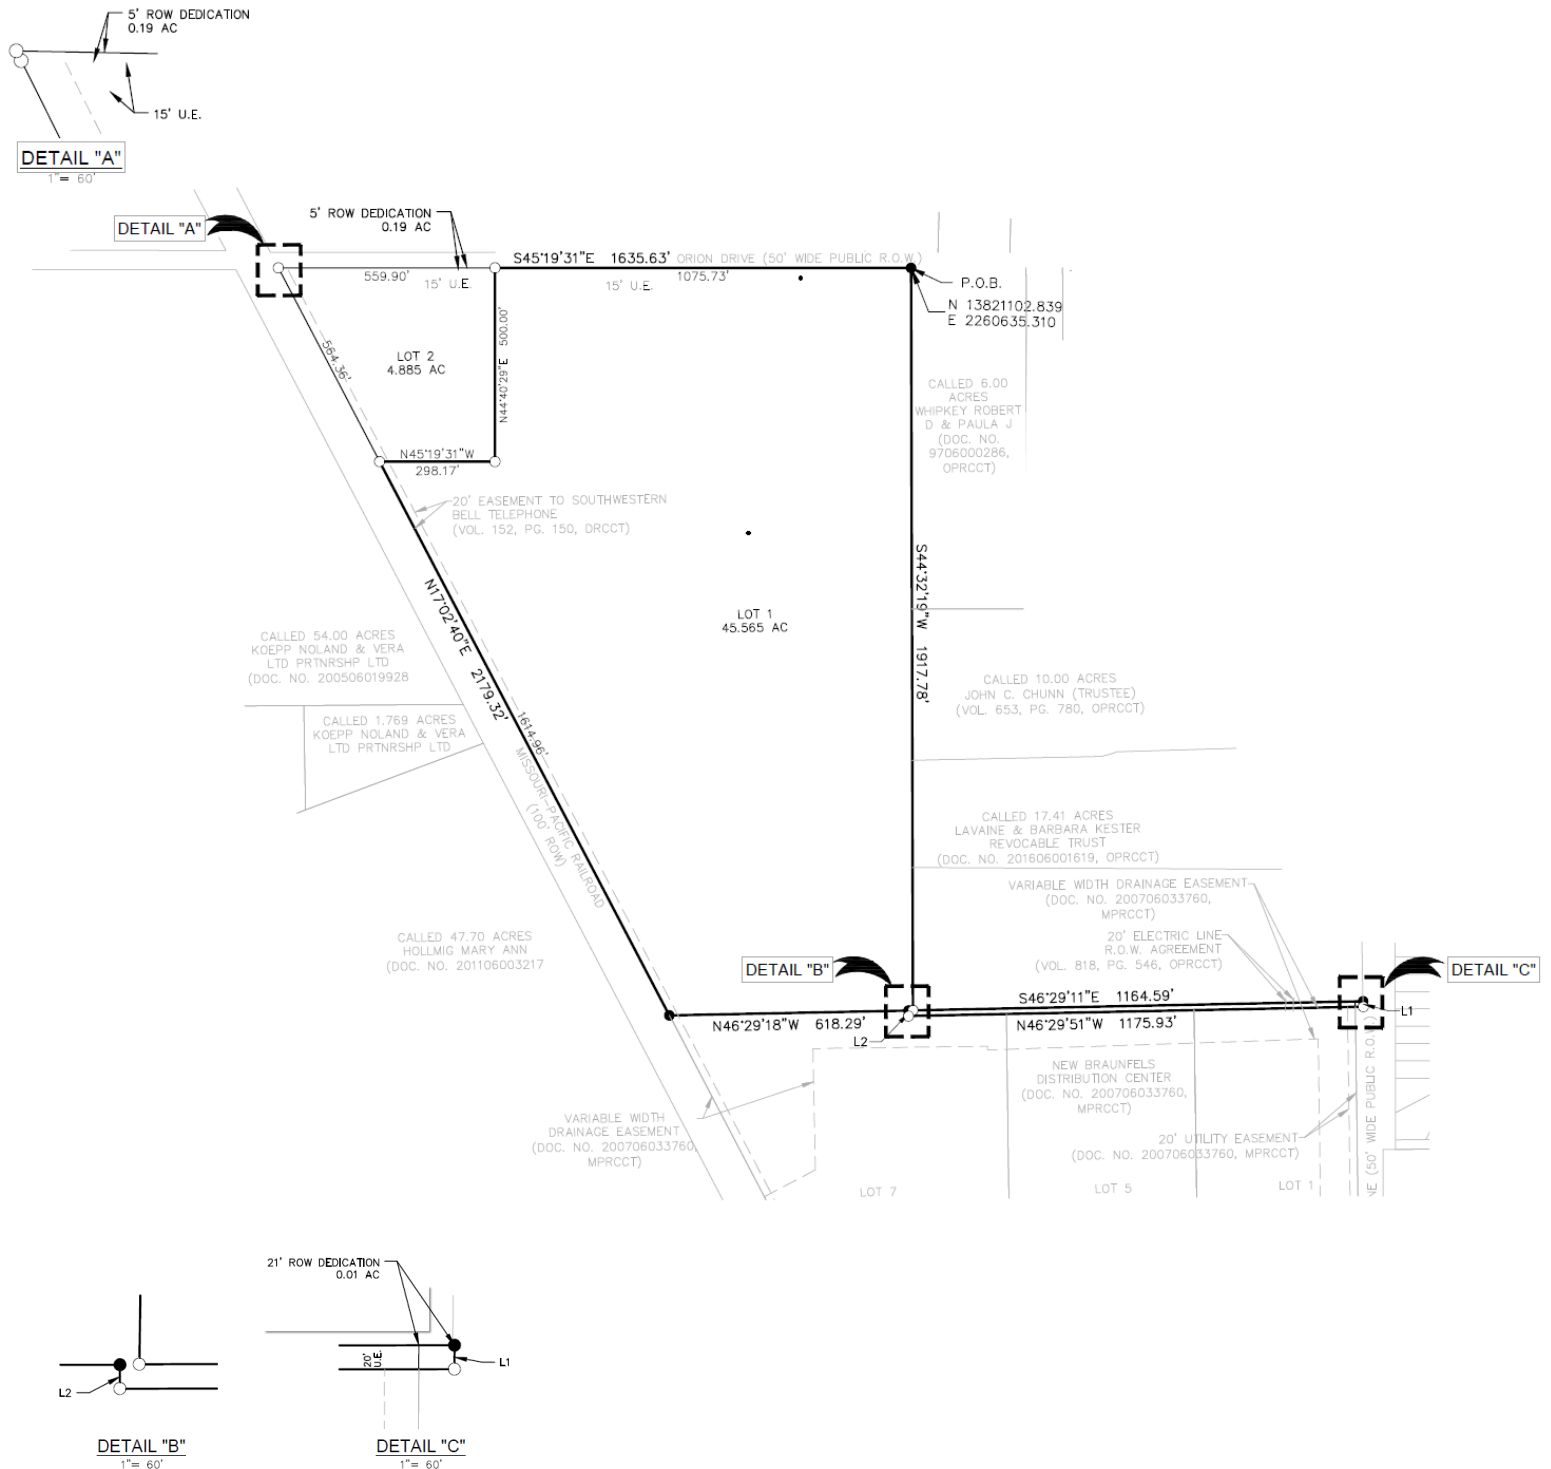 5' ROW DEDICATION
0.19 AC
15' U.E.
DETAIL "A"
1"= 60'
DETAIL "A"
5' ROW DEDICATION
0.19 AC
S45°19'31"E 1635.63'
ORION DRIVE (50' WIDE PUBLIC R.O.W.)
559.90'
15' U.E.
1075.73'
15' U.E.
P.O.B.
N 13821102.839
E 2260635.310
564.36'
LOT 2
4.885 AC
N44°40'29"E 500.00'
N45°19'31"W
298.17'
CALLED 6.00
ACRES
WHIPKEY ROBERT
D & PAULA J
(DOC. NO.
9706000286,
OPRCCT)
20' EASEMENT TO SOUTHWESTERN
BELL TELEPHONE
(VOL. 152, PG. 150, DRCCT)
S44°32'19"W 1917.78'
N17°02'40"E 2179.32'
1614.96'
MISSOURI-PACIFIC RAILROAD
(100' ROW)
LOT 1
45.565 AC
CALLED 54.00 ACRES
KOEPP NOLAND & VERA
LTD PRTNRSHP LTD
(DOC. NO. 200506019928
CALLED 1.769 ACRES
KOEPP NOLAND & VERA
LTD PRTNRSHP LTD
CALLED 10.00 ACRES
JOHN C. CHUNN (TRUSTEE)
(VOL. 653, PG. 780, OPRCCT)
CALLED 17.41 ACRES
LAVAINE & BARBARA KESTER
REVOCABLE TRUST
(DOC. NO. 201606001619, OPRCCT)
VARIABLE WIDTH DRAINAGE EASEMENT
(DOC. NO. 200706033760,
MPRCCT)
20' ELECTRIC LINE
R.O.W. AGREEMENT
(VOL. 818, PG. 546, OPRCCT)
CALLED 47.70 ACRES
HOLLMIG MARY ANN
(DOC. NO. 201106003217
DETAIL "B"
DETAIL "C"
S46°29'11"E 1164.59'
L1
N46°29'18"W 618.29'
N46°29'51"W 1175.93'
L2
NEW BRAUNFELS
DISTRIBUTION CENTER
(DOC. NO. 200706033760,
MPRCCT)
VARIABLE WIDTH
DRAINAGE EASEMENT
(DOC. NO. 200706033760,
MPRCCT)
20' UTILITY EASEMENT
(DOC. NO. 200706033760, MPRCCT)
NE (50' WIDE PUBLIC R.O.W.)
LOT 7
LOT 5
LOT 1
21' ROW DEDICATION
0.01 AC
20'
U.E.
L1
L2
DETAIL "B"
1"= 60'
DETAIL "C"
1"= 60'